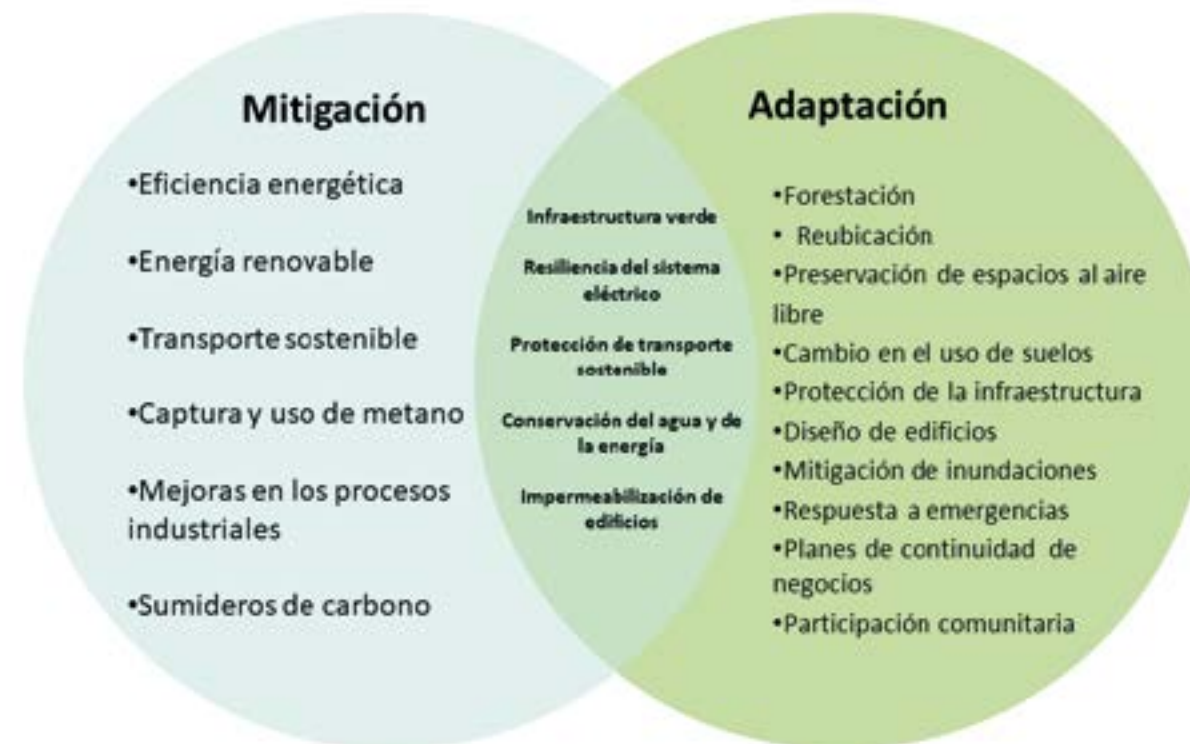 Mitigación
•Eficiencia energética
•Energía renovable
•Transporte sostenible
•Captura y uso de metano
•Mejoras en los procesos
industriales
•Sumideros de carbono
Infraestructura verde
Resiliencia del sistema
eléctrico
Protección de transporte
sostenible
Conservación del agua y de
la energía
Impermeabilización de
edificios
Adaptación
•Forestación
• Reubicación
•Preservación de espacios al aire
libre
•Cambio en el uso de suelos
•Protección de la infraestructura
•Diseño de edificios
•Mitigación de inundaciones
•Respuesta a emergencias
•Planes de continuidad de
negocios
•Participación comunitaria